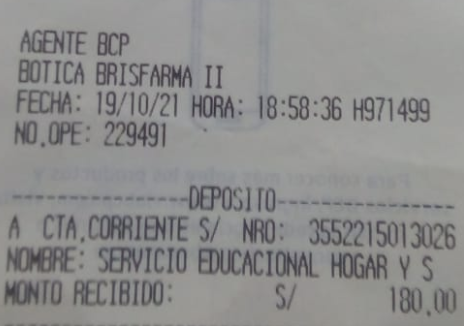 AGENTE BCP
BOTICA BRISFARMA II
FECHA: 19/10/21 HORA: 18:58:36 H971499
NO.OPE: 229491
---------------DEPOSITO---------------
A CTA.CORRIENTE S/ NRO: 3552215013026
NOMBRE: SERVICIO EDUCACIONAL HOGAR Y S
MONTO RECIBIDO: S/ 180.00